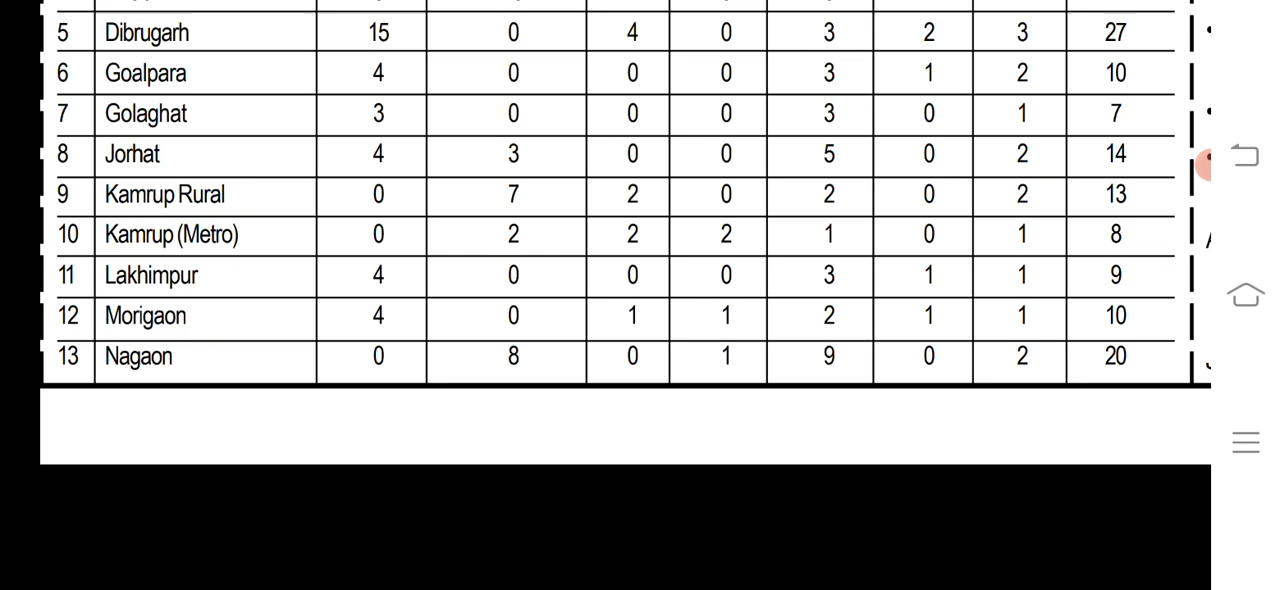 5 Dibrugarh 15 0 4 0 3 2 3 27
6 Goalpara 4 0 0 0 3 1 2 10
7 Golaghat 3 0 0 0 3 0 1 7
8 Jorhat 4 3 0 0 5 0 2 14
9 Kamrup Rural 0 7 2 0 2 0 2 13
10 Kamrup (Metro) 0 2 2 2 1 0 1 8
11 Lakhimpur 4 0 0 0 3 1 1 9
12 Morigaon 4 0 1 1 2 1 1 10
13 Nagaon 0 8 0 1 9 0 2 20